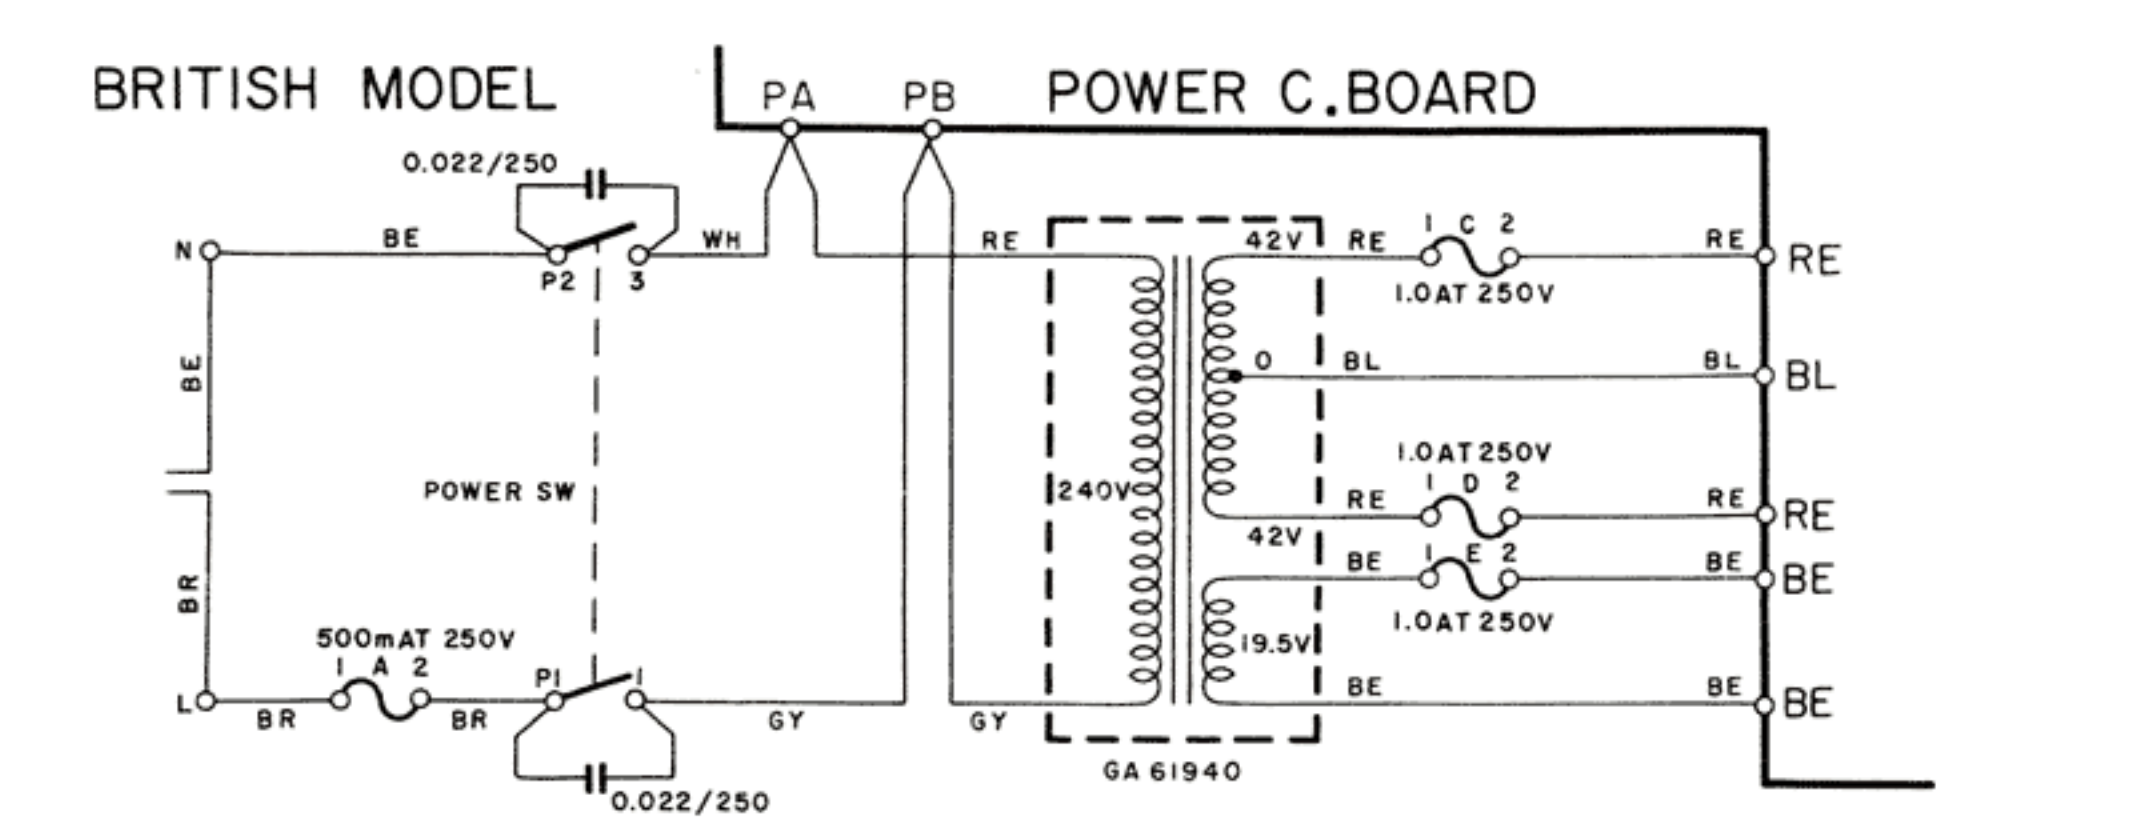 BRITISH MODEL
PA
PB
POWER C.BOARD
0.022/250
N
BE
P2
3
WH
RE
42V
RE
1 C 2
1.0AT 250V
RE
RE
BE
0
BL
BL
BL
POWER SW
240V
1.0AT 250V
1 D 2
RE
RE
RE
42V
BE
1 E 2
1.0AT 250V
BE
BE
BR
500mAT 250V
1 A 2
L
BR
BR
P1
1
GY
GY
19.5V
BE
BE
BE
GA 61940
0.022/250